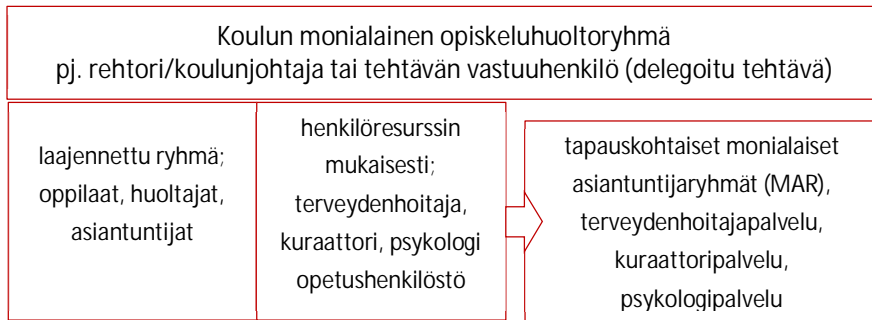 Koulun monialainen opiskeluhuoltoryhmä
pj. rehtori/koulunjohtaja tai tehtävän vastuuhenkilö (delegoitu tehtävä)
laajennettu ryhmä;
oppilaat, huoltajat,
asiantuntijat
henkilöresurssin
mukaisesti;
terveydenhoitaja,
kuraattori, psykologi
opetushenkilöstö
tapauskohtaiset monialaiset
asiantuntijaryhmät (MAR),
terveydenhoitajapalvelu,
kuraattoripalvelu,
psykologipalvelu